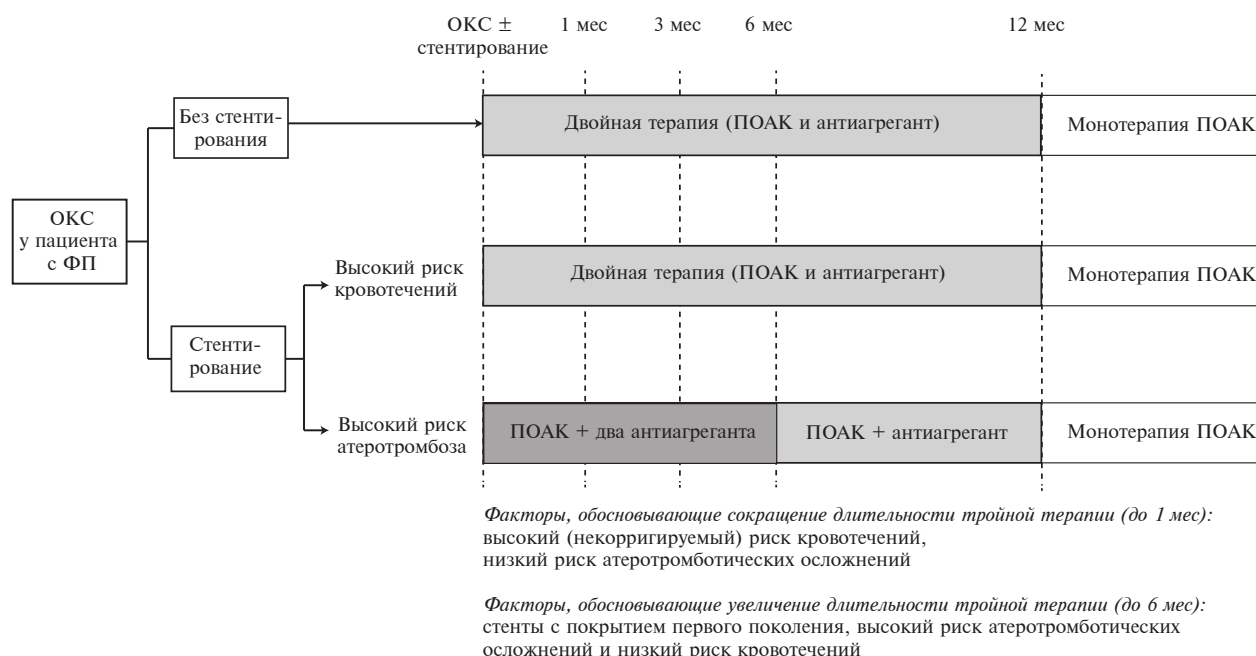 ОКС ±
стентирование
1 мес
3 мес
6 мес
12 мес
Без стенти-
рования
Двойная терапия (ПОАК и антиагрегант)
Монотерапия ПОАК
ОКС
у пациента
с ФП
Высокий риск
кровотечений
Двойная терапия (ПОАК и антиагрегант)
Монотерапия ПОАК
Стенти-
рование
Высокий риск
атеротромбоза
ПОАК + два антиагреганта
ПОАК + антиагрегант
Монотерапия ПОАК
Факторы, обосновывающие сокращение длительности тройной терапии (до 1 мес):
высокий (некорригируемый) риск кровотечений,
низкий риск атеротромботических осложнений
Факторы, обосновывающие увеличение длительности тройной терапии (до 6 мес):
стенты с покрытием первого поколения, высокий риск атеротромботических
осложнений и низкий риск кровотечений